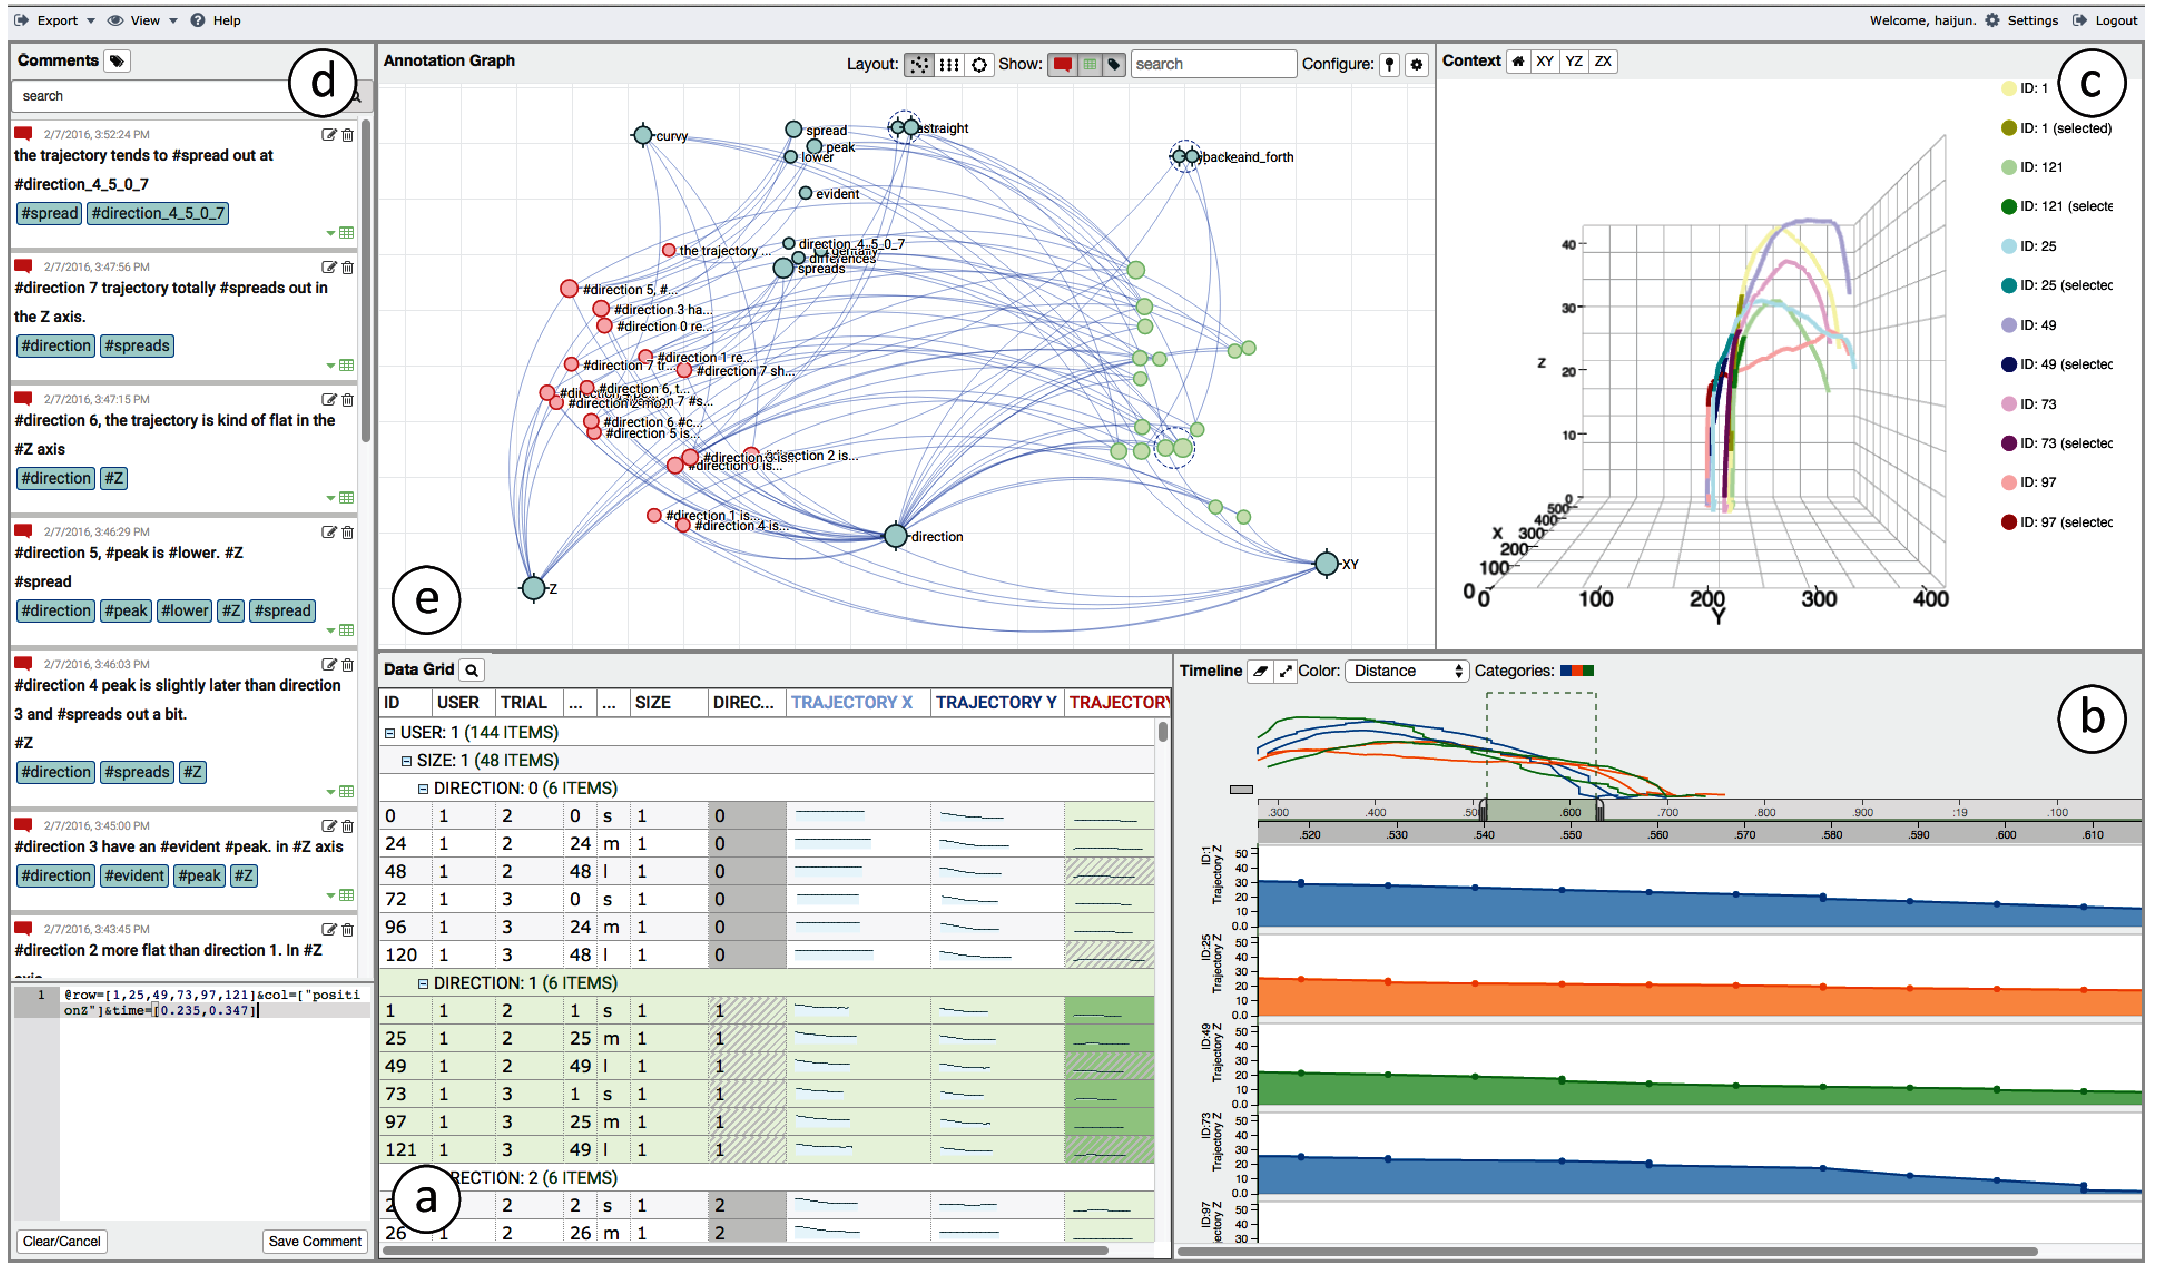 Export View Help Welcome, haijun. Settings Logout
Comments
d
search
2/7/2016, 3:52:24 PM
the trajectory tends to #spread out at
#direction_4_5_0_7
#spread #direction_4_5_0_7
2/7/2016, 3:47:56 PM
#direction 7 trajectory totally #spreads out in
the Z axis.
#direction #spreads
2/7/2016, 3:47:15 PM
#direction 6, the trajectory is kind of flat in the
#Z axis
#direction #Z
2/7/2016, 3:46:29 PM
#direction 5, #peak is #lower. #Z
#spread
#direction #peak #lower #Z #spread
2/7/2016, 3:46:03 PM
#direction 4 peak is slightly later than direction
3 and #spreads out a bit.
#Z
#direction #spreads #Z
2/7/2016, 3:45:00 PM
#direction 3 have an #evident #peak. in #Z axis
#direction #evident #peak #Z
2/7/2016, 3:43:45 PM
#direction 2 more flat than direction 1. In #Z
axis
1 @row=[1,25,49,73,97,121]&col=["positi
onZ"]&time=[0.235,0.347]
Clear/Cancel Save Comment
Annotation Graph Layout: Show: search Configure:
curvy
spread
peak
lower
straight
back_and_forth
evident
direction_4_5_0_7
differences
spreads
the trajectory ...
#direction 5, #...
#direction 3 ha...
#direction 0 re...
#direction 1 re...
#direction 7 tr...
#direction 7 sh...
#direction 6, t...
#direction 2 mo...
#direction 6 #c...
#direction 5 is...
#direction 3 is...
#direction 2 is...
#direction 0 is...
#direction 1 is...
#direction 4 is...
direction
XY
Z
e
Context XY YZ ZX
c
ID: 1
ID: 1 (selected)
ID: 121
ID: 121 (selecte
ID: 25
ID: 25 (selectec
ID: 49
ID: 49 (selectec
ID: 73
ID: 73 (selectec
ID: 97
ID: 97 (selectec
40
30
Z
20
10
0
500
400
X 300
200
100
0
0 100 200 300 400
Y
Data Grid
ID USER TRIAL ... ... SIZE DIREC... TRAJECTORY X TRAJECTORY Y TRAJECTORY
USER: 1 (144 ITEMS)
SIZE: 1 (48 ITEMS)
DIRECTION: 0 (6 ITEMS)
0 1 2 0 s 1 0
24 1 2 24 m 1 0
48 1 2 48 l 1 0
72 1 3 0 s 1 0
96 1 3 24 m 1 0
120 1 3 48 l 1 0
DIRECTION: 1 (6 ITEMS)
1 1 2 1 s 1 1
25 1 2 25 m 1 1
49 1 2 49 l 1 1
73 1 3 1 s 1 1
97 1 3 25 m 1 1
121 1 3 49 l 1 1
RECTION: 2 (6 ITEMS)
2 1 2 2 s 1 2
26 1 2 26 m 1 2
a
Timeline Color: Distance Categories:
b
.300 .400 .50 .600 .700 .800 .900 :19 .100
.520 .530 .540 .550 .560 .570 .580 .590 .600 .610
ID:1
Trajectory Z
50
40
30
20
10
0.0
ID:25
Trajectory Z
50
40
30
20
10
0.0
ID:49
Trajectory Z
50
40
30
20
10
0.0
ID:73
Trajectory Z
50
40
30
20
10
0.0
ID:97
jectory Z
50
40
30